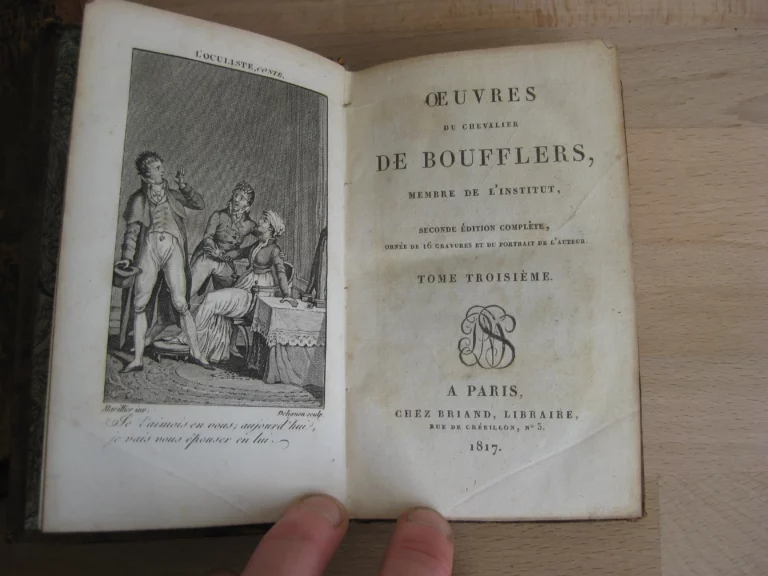 L'OCULISTE, CONTE.
Marillier inv.
Delignon sculp.
Je l'aimois en vous; aujourd'hui,
je vais vous épouser en lui.
ŒUVRES
DU CHEVALIER
DE BOUFFLERS,
MEMBRE DE L'INSTITUT,
SECONDE ÉDITION COMPLÈTE,
ORNÉE DE 16 GRAVURES ET DU PORTRAIT DE L'AUTEUR.
TOME TROISIÈME.
A PARIS,
CHEZ BRIAND, LIBRAIRE,
RUE DE CRÉBILLON, Nº 3.
1817.